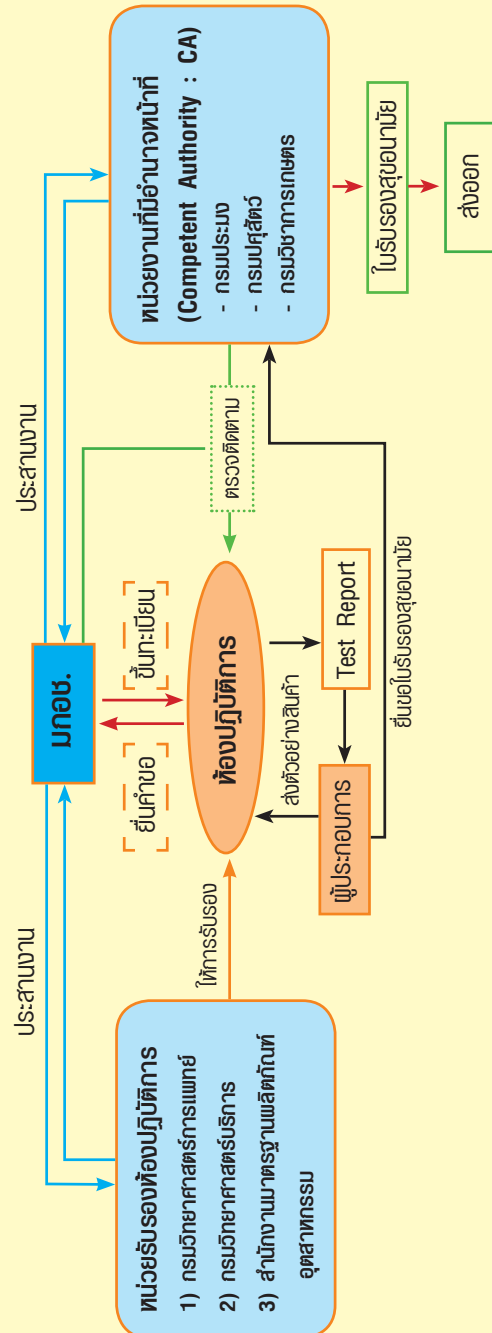 ประสานงาน
ประสานงาน
มกอช.
หน่วยรับรองห้องปฏิบัติการ
1) กรมวิทยาศาสตร์การแพทย์
2) กรมวิทยาศาสตร์บริการ
3) สำนักงานมาตรฐานผลิตภัณฑ์
อุตสาหกรรม
ยื่นคำขอ
ขึ้นทะเบียน
หน่วยงานที่มีอำนาจหน้าที่
(Competent Authority : CA)
- กรมประมง
- กรมปศุสัตว์
- กรมวิชาการเกษตร
ให้การรับรอง
ห้องปฏิบัติการ
ตรวจติดตาม
ส่งตัวอย่างสินค้า
ผู้ประกอบการ
Test Report
ยื่นขอใบรับรองสุขอนามัย
ใบรับรองสุขอนามัย
ส่งออก